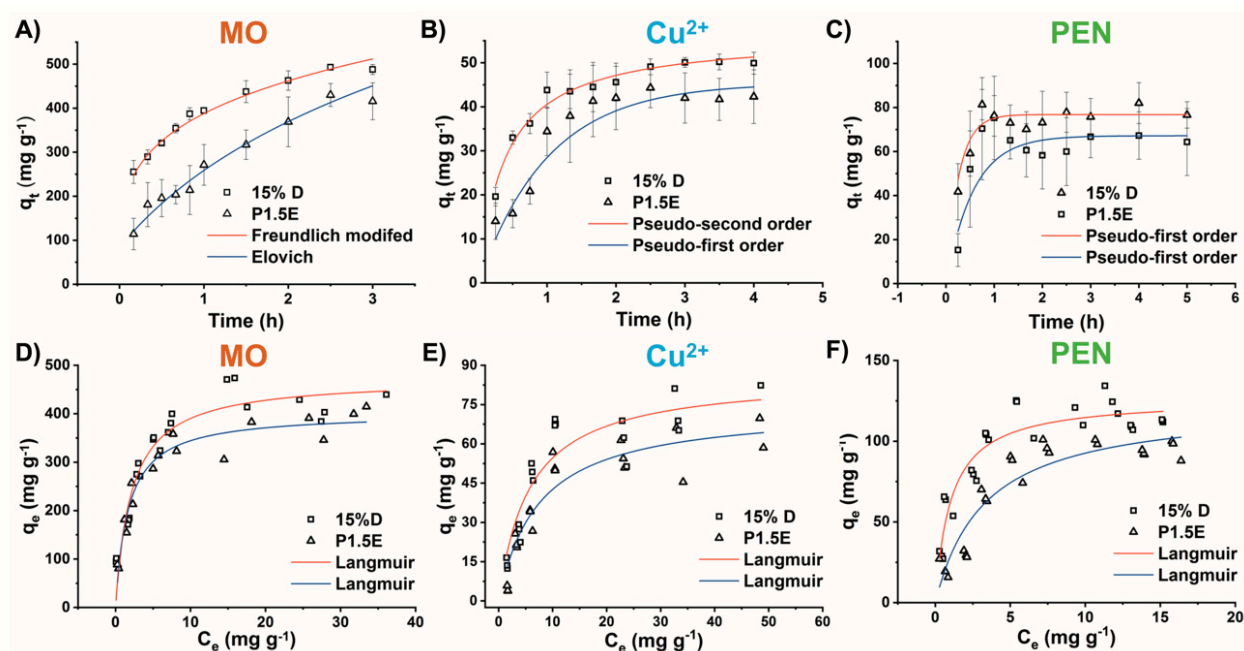 A)
MO
500
400
300
200
100
0
qt (mg g-1)
15% D
P1.5E
Freundlich modifed
Elovich
0
1
2
3
Time (h)
B)
Cu2+
60
50
40
30
20
10
0
qt (mg g-1)
15% D
P1.5E
Pseudo-second order
Pseudo-first order
1
2
3
4
5
Time (h)
C)
PEN
100
80
60
40
20
0
qt (mg g-1)
15% D
P1.5E
Pseudo-first order
Pseudo-first order
-1
0
1
2
3
4
5
6
Time (h)
D)
MO
500
400
300
200
100
0
qe (mg g-1)
15%D
P1.5E
Langmuir
Langmuir
0
10
20
30
40
Ce (mg g-1)
E)
Cu2+
90
75
60
45
30
15
0
qe (mg g-1)
15% D
P1.5E
Langmuir
Langmuir
0
10
20
30
40
50
60
Ce (mg g-1)
F)
PEN
150
100
50
0
qe (mg g-1)
15% D
P1.5E
Langmuir
Langmuir
0
5
10
15
20
Ce (mg g-1)